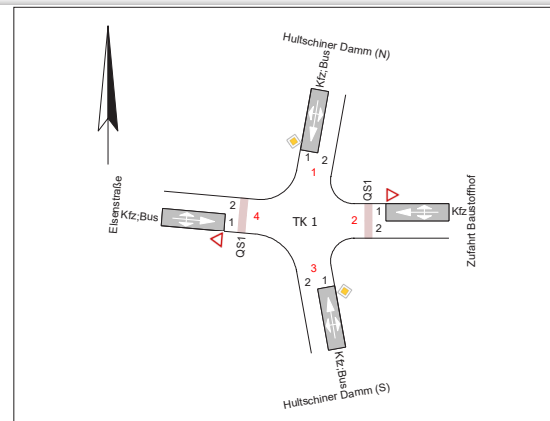 Hultschiner Damm (N)
Kfz;Bus
1 2
1
Elsenstraße
Kfz;Bus
2
1
4
QS1
TK 1
2
QS1
1
2
Kfz
Zufahrt Baustoffhof
3
2 1
Kfz;Bus
Hultschiner Damm (S)